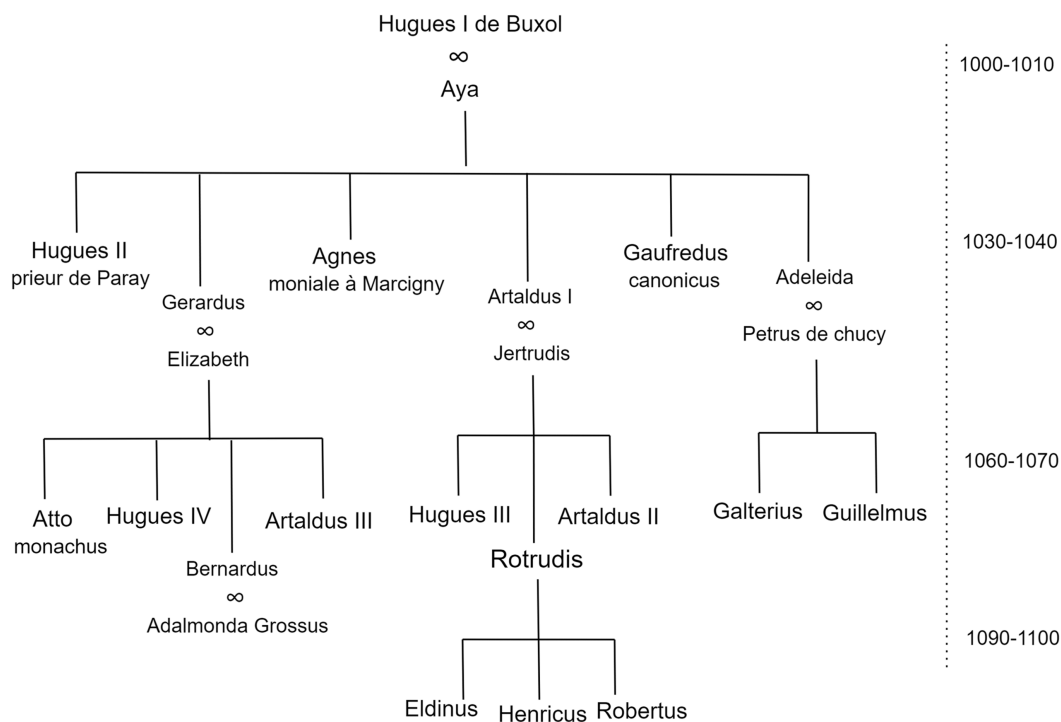 Hugues I de Buxol
∞
Aya
1000-1010
Hugues II
prieur de Paray
Gerardus
∞
Elizabeth
Agnes
moniale à Marcigny
Artaldus I
∞
Jertrudis
Gaufredus
canonicus
Adeleida
∞
Petrus de chucy
1030-1040
Atto
monachus
Hugues IV
Bernardus
∞
Adalmonda Grossus
Artaldus III
Hugues III
Rotrudis
Artaldus II
Galterius
Guillelmus
1060-1070
Eldinus
Henricus
Robertus
1090-1100